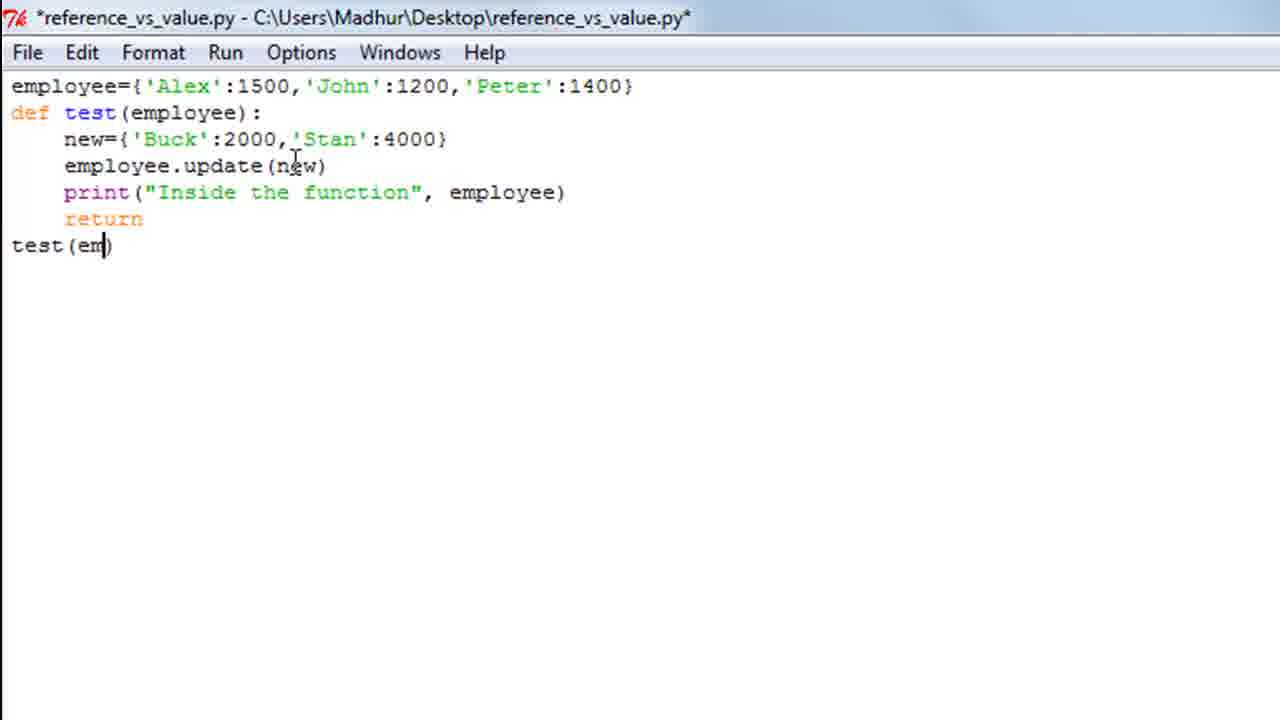 *reference_vs_value.py - C:\Users\Madhur\Desktop\reference_vs_value.py*
File Edit Format Run Options Windows Help
employee={'Alex':1500,'John':1200,'Peter':1400}
def test(employee):
    new={'Buck':2000,'Stan':4000}
    employee.update(new)
    print("Inside the function", employee)
    return
test(em)